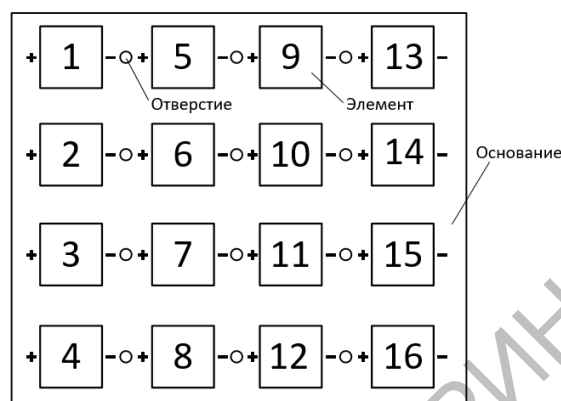 + 1 -○+ 5 -○+ 9 -○+ 13 -
Отверстие Элемент
+ 2 -○+ 6 -○+ 10 -○+ 14 -
Основание
+ 3 -○+ 7 -○+ 11 -○+ 15 -
+ 4 -○+ 8 -○+ 12 -○+ 16 -
РИН